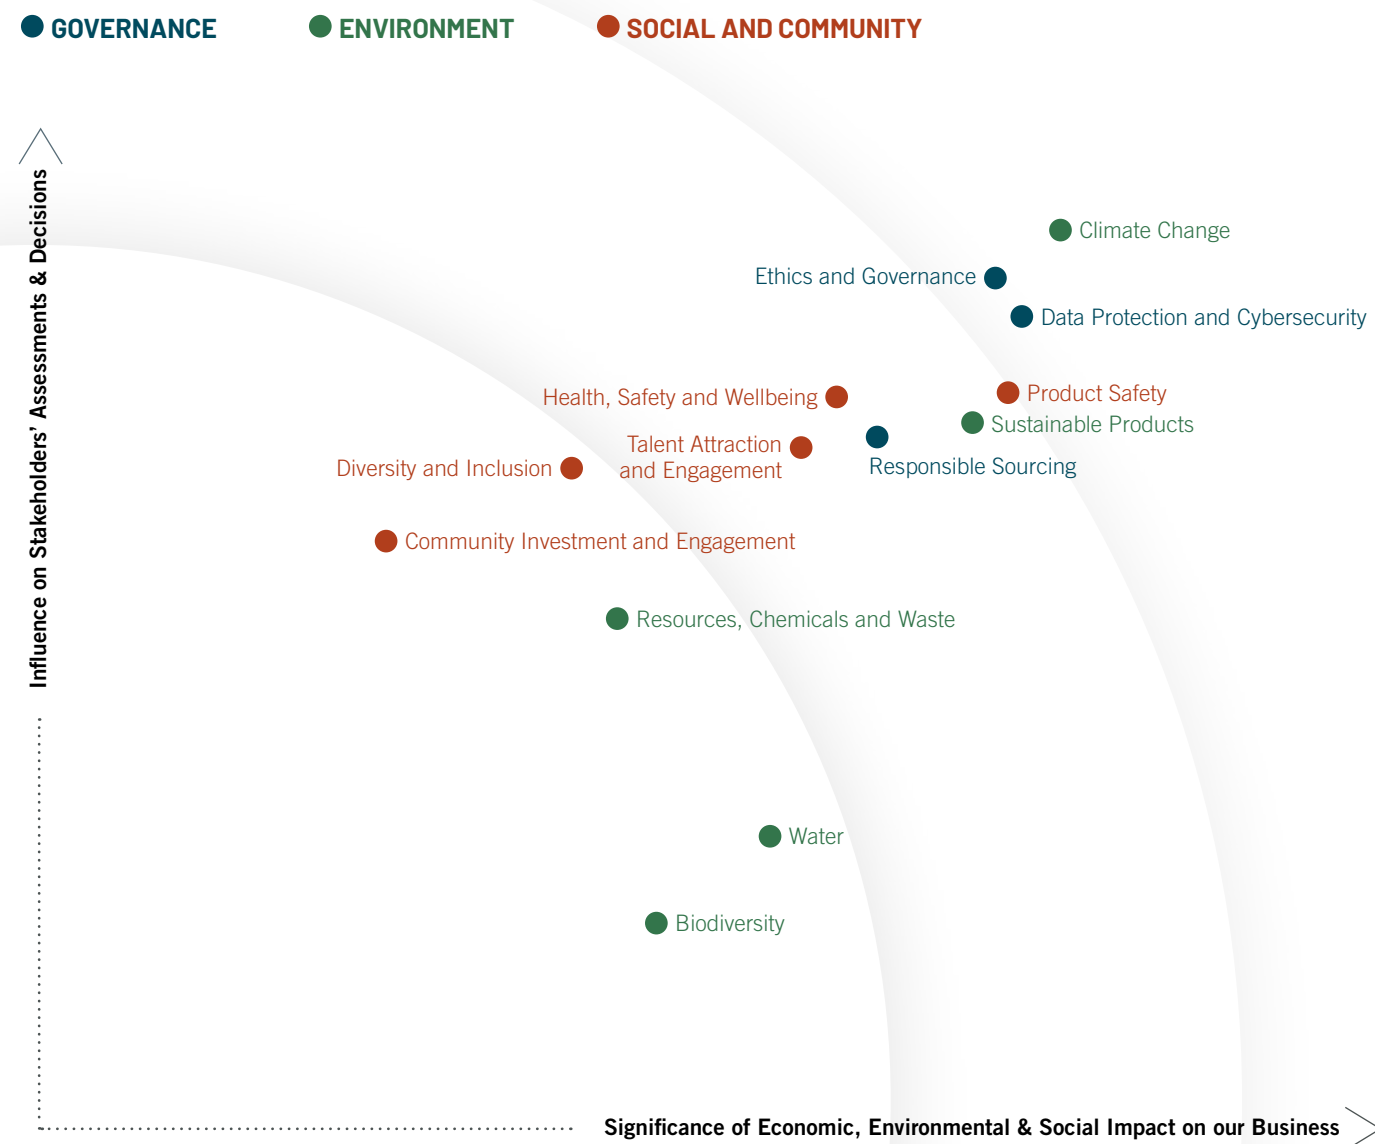 GOVERNANCE
ENVIRONMENT
SOCIAL AND COMMUNITY
Influence on Stakeholders’ Assessments & Decisions
Climate Change
Ethics and Governance
Data Protection and Cybersecurity
Health, Safety and Wellbeing
Product Safety
Sustainable Products
Talent Attraction
and Engagement
Responsible Sourcing
Diversity and Inclusion
Community Investment and Engagement
Resources, Chemicals and Waste
Water
Biodiversity
Significance of Economic, Environmental & Social Impact on our Business